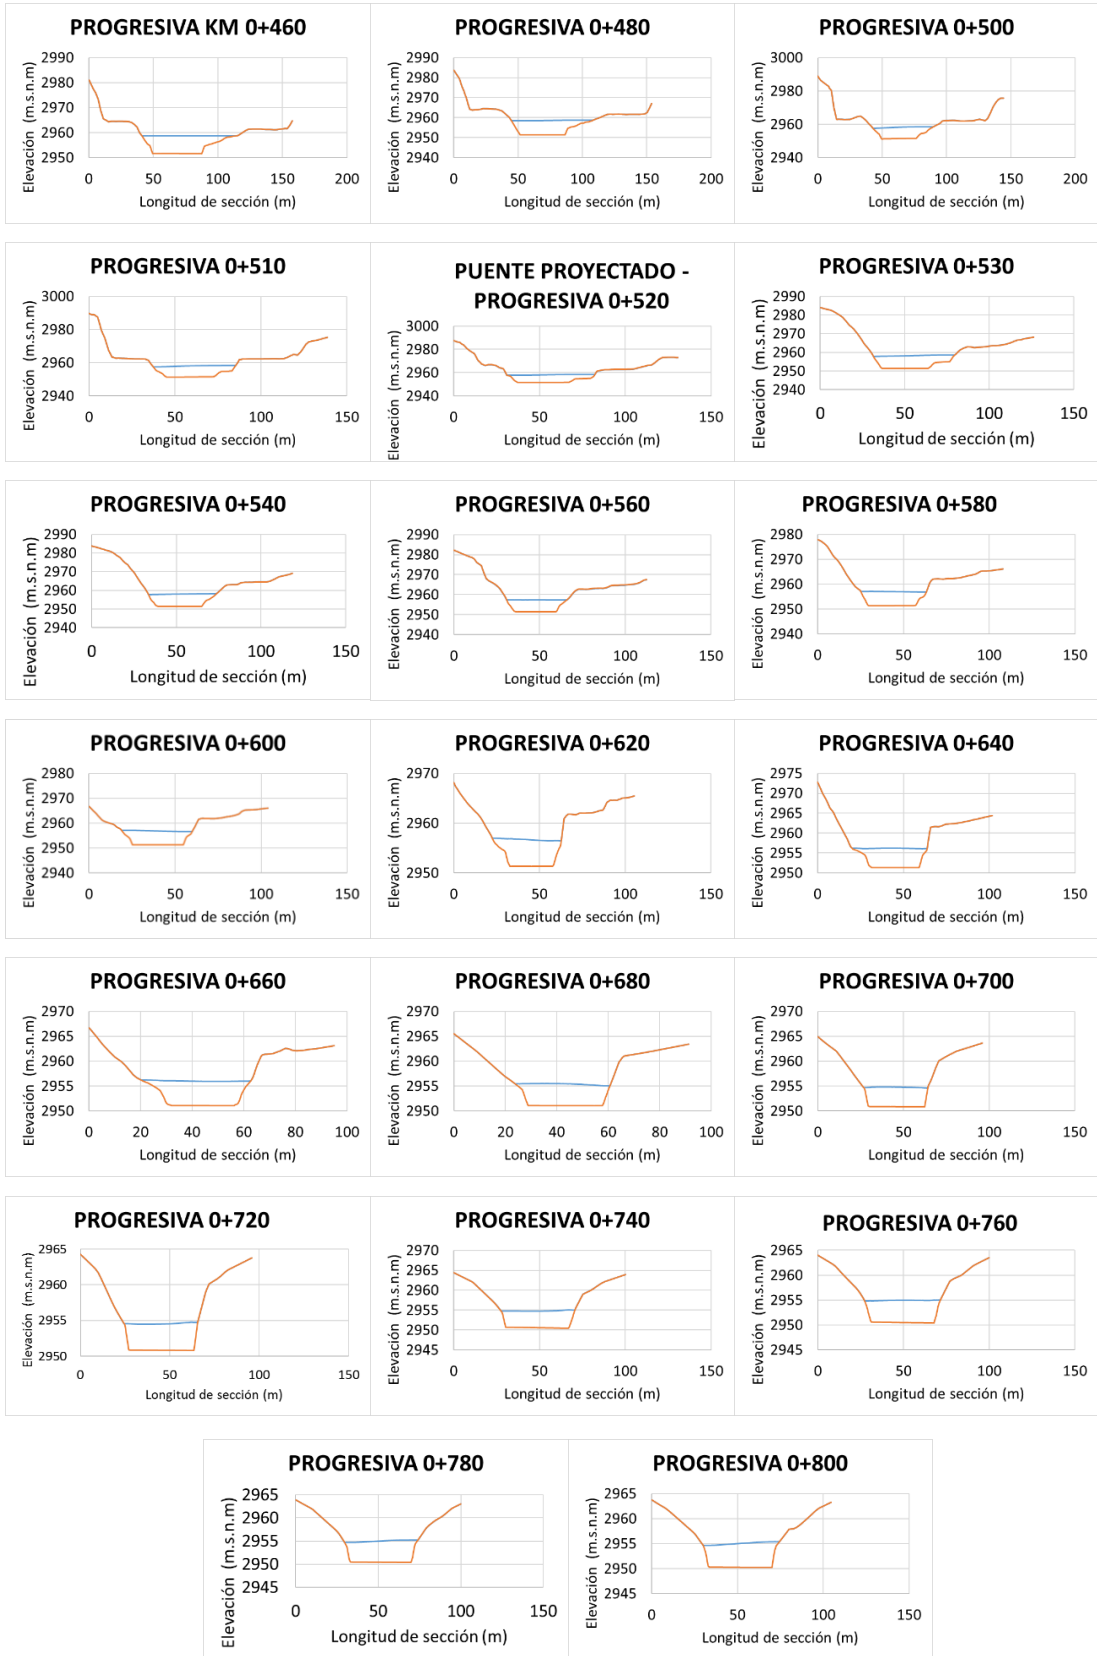 PROGRESIVA KM 0+460
Elevación (m.s.n.m)
2990
2980
2970
2960
2950
0 50 100 150 200
Longitud de sección (m)
PROGRESIVA 0+480
Elevación (m.s.n.m)
2990
2980
2970
2960
2950
2940
0 50 100 150 200
Longitud de sección (m)
PROGRESIVA 0+500
Elevación (m.s.n.m)
3000
2980
2960
2940
0 50 100 150 200
Longitud de sección (m)
PROGRESIVA 0+510
Elevación (m.s.n.m)
3000
2980
2960
2940
0 50 100 150
Longitud de sección (m)
PUENTE PROYECTADO -
PROGRESIVA 0+520
Elevación (m.s.n.m)
3000
2980
2960
2940
0 50 100 150
Longitud de sección (m)
PROGRESIVA 0+530
Elevación (m.s.n.m)
2990
2980
2970
2960
2950
2940
0 50 100 150
Longitud de sección (m)
PROGRESIVA 0+540
Elevación (m.s.n.m)
2990
2980
2970
2960
2950
2940
0 50 100 150
Longitud de sección (m)
PROGRESIVA 0+560
Elevación (m.s.n.m)
2990
2980
2970
2960
2950
2940
0 50 100 150
Longitud de sección (m)
PROGRESIVA 0+580
Elevación (m.s.n.m)
2980
2970
2960
2950
2940
0 50 100 150
Longitud de sección (m)
PROGRESIVA 0+600
Elevación (m.s.n.m)
2980
2970
2960
2950
2940
0 50 100 150
Longitud de sección (m)
PROGRESIVA 0+620
Elevación (m.s.n.m)
2970
2960
2950
0 50 100 150
Longitud de sección (m)
PROGRESIVA 0+640
Elevación (m.s.n.m)
2975
2970
2965
2960
2955
2950
0 50 100 150
Longitud de sección (m)
PROGRESIVA 0+660
Elevación (m.s.n.m)
2970
2965
2960
2955
2950
0 20 40 60 80 100
Longitud de sección (m)
PROGRESIVA 0+680
Elevación (m.s.n.m)
2970
2965
2960
2955
2950
0 20 40 60 80 100
Longitud de sección (m)
PROGRESIVA 0+700
Elevación (m.s.n.m)
2970
2965
2960
2955
2950
0 50 100 150
Longitud de sección (m)
PROGRESIVA 0+720
Elevación (m.s.n.m)
2965
2960
2955
2950
0 50 100 150
Longitud de sección (m)
PROGRESIVA 0+740
Elevación (m.s.n.m)
2970
2965
2960
2955
2950
2945
0 50 100 150
Longitud de sección (m)
PROGRESIVA 0+760
Elevación (m.s.n.m)
2965
2960
2955
2950
2945
0 50 100 150
Longitud de sección (m)
PROGRESIVA 0+780
Elevación (m.s.n.m)
2965
2960
2955
2950
2945
0 50 100 150
Longitud de sección (m)
PROGRESIVA 0+800
Elevación (m.s.n.m)
2965
2960
2955
2950
2945
0 50 100 150
Longitud de sección (m)